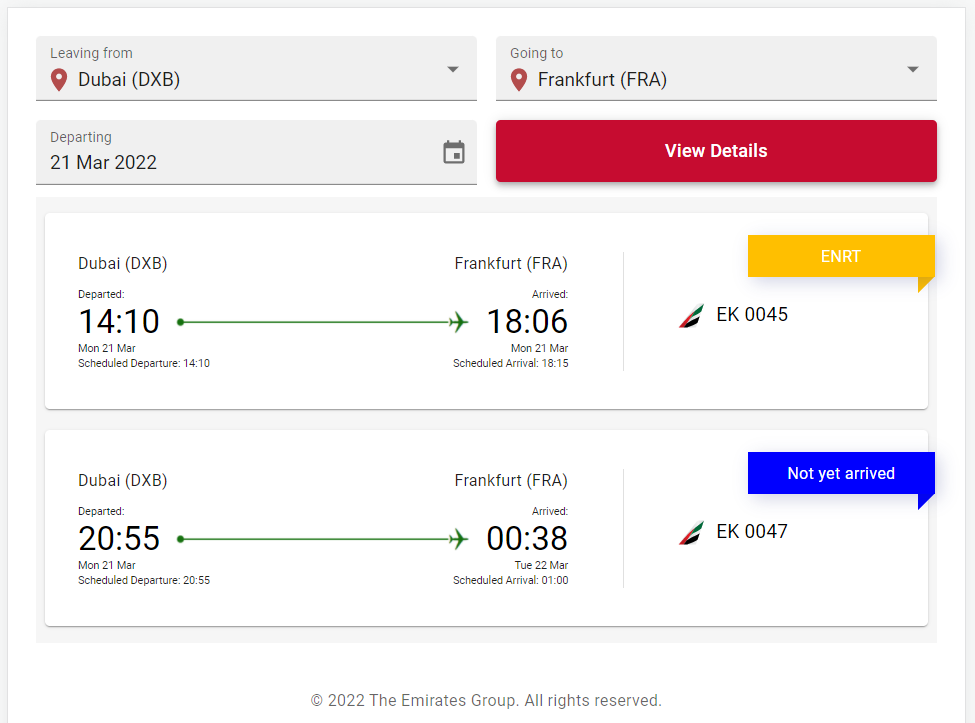 Leaving from
Dubai (DXB)
Going to
Frankfurt (FRA)
Departing
21 Mar 2022
View Details
Dubai (DXB)
Frankfurt (FRA)
ENRT
Departed:
Arrived:
14:10
18:06
EK 0045
Mon 21 Mar
Mon 21 Mar
Scheduled Departure: 14:10
Scheduled Arrival: 18:15
Dubai (DXB)
Frankfurt (FRA)
Not yet arrived
Departed:
Arrived:
20:55
00:38
EK 0047
Mon 21 Mar
Tue 22 Mar
Scheduled Departure: 20:55
Scheduled Arrival: 01:00
© 2022 The Emirates Group. All rights reserved.